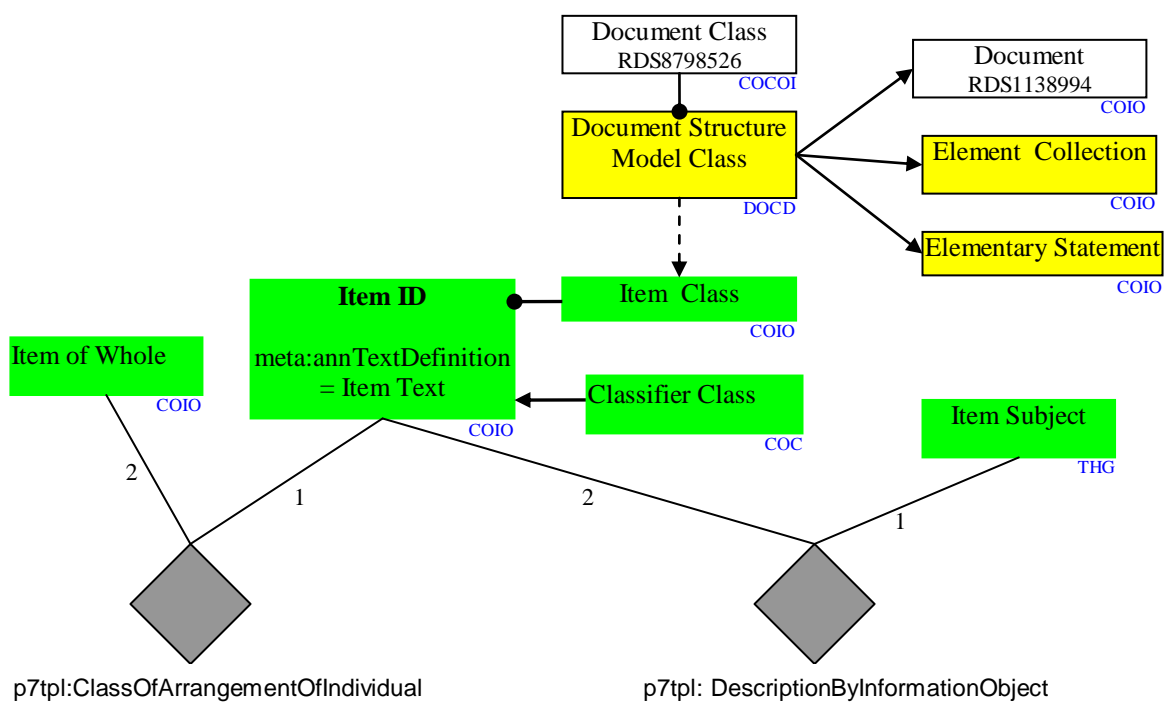 Document Class
RDS8798526
COCOI
Document
RDS1138994
COIO
Document Structure
Model Class
DOCD
Element Collection
COIO
Elementary Statement
COIO
Item ID
meta:annTextDefinition
= Item Text
COIO
Item Class
COIO
Item of Whole
COIO
Classifier Class
COC
Item Subject
THG
2
1
2
1
p7tpl:ClassOfArrangementOfIndividual
p7tpl: DescriptionByInformationObject